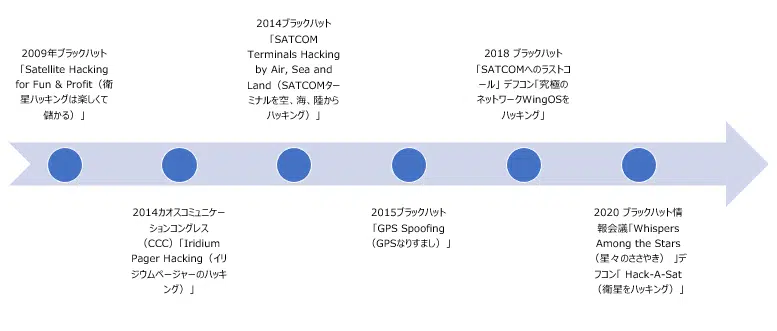 2009年ブラックハット
「Satellite Hacking
for Fun & Profit（衛
星ハッキングは楽しくて
儲かる）」
2014カオスコミュニケー
ションコングレス
（CCC）「Iridium
Pager Hacking（イリ
ジウムページャーのハッキ
ング）」
2014ブラックハット
「SATCOM
Terminals Hacking
by Air, Sea and
Land（SATCOMター
ミナルを空、海、陸から
ハッキング）」
2015ブラックハット
「GPS Spoofing
（GPSなりすまし）」
2018 ブラックハット
「SATCOMへのラストコ
ール」 デフコン「究極の
ネットワークWingOSを
ハッキング」
2020 ブラックハット情
報会議「Whispers
Among the Stars
（星々のささやき） 」デ
フコン「 Hack-A-Sat
（衛星をハッキング）」